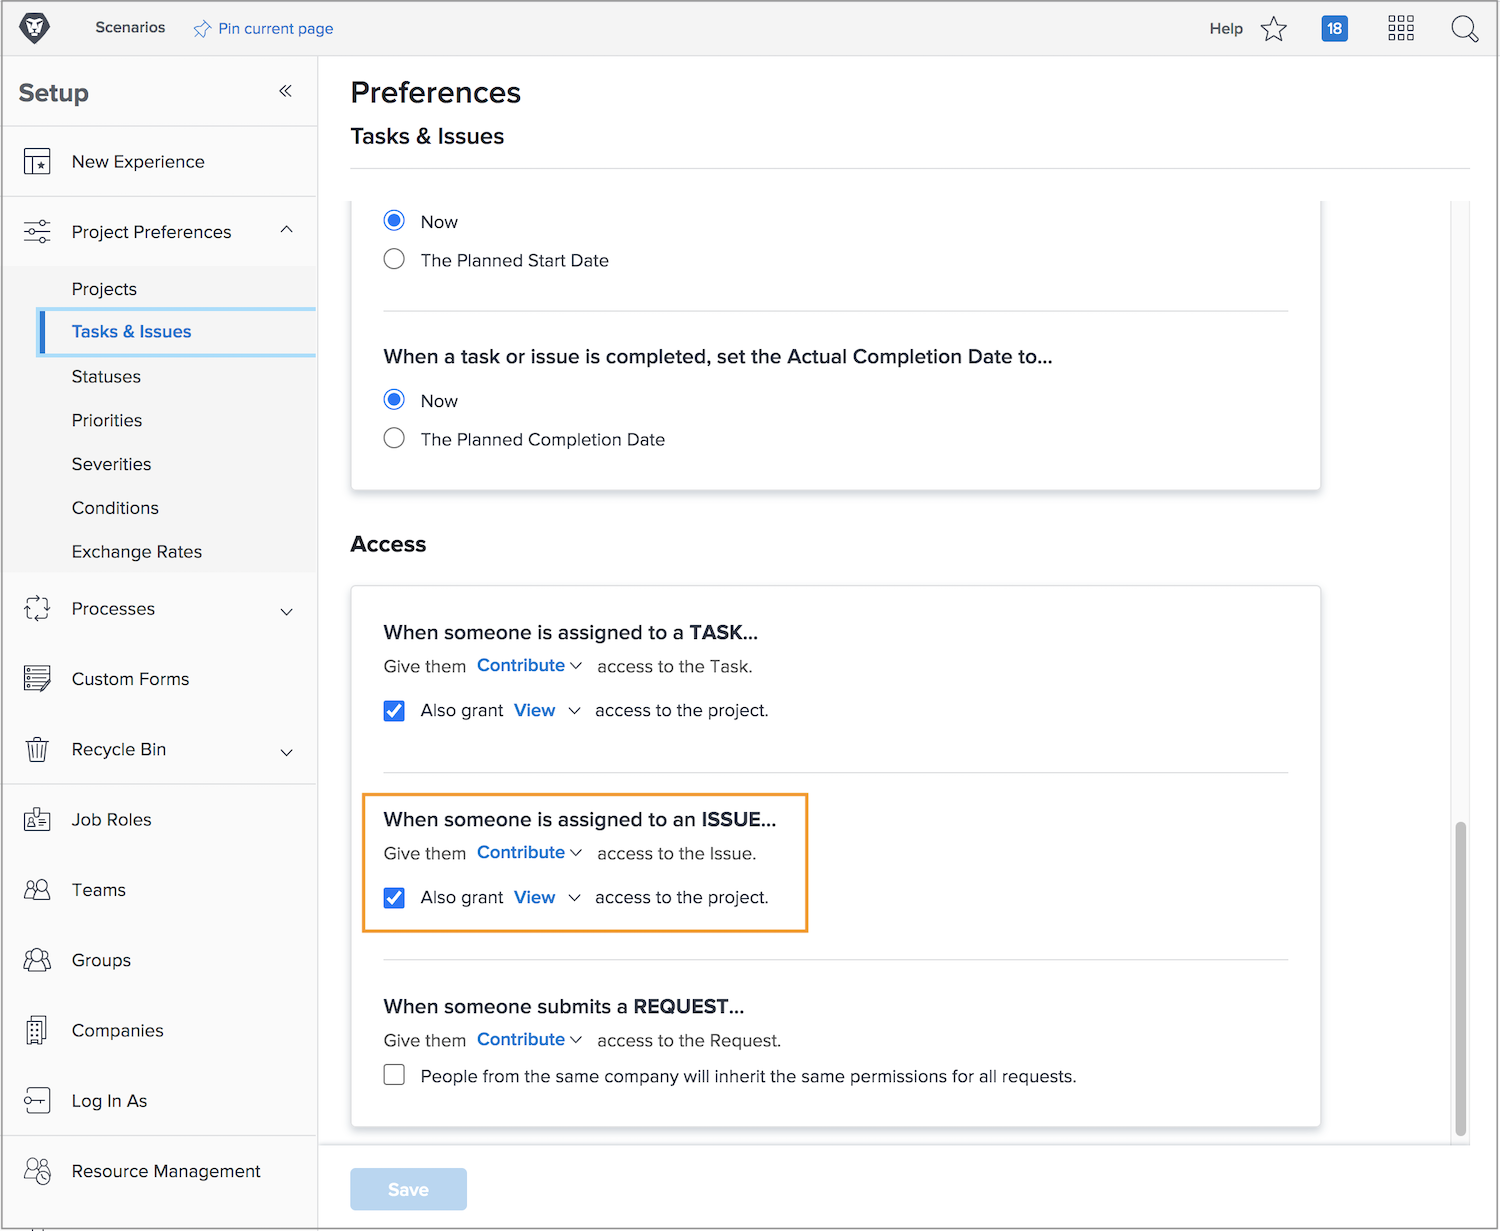 Scenarios
Pin current page
Help
18
Setup
New Experience
Project Preferences
Projects
Tasks & Issues
Statuses
Priorities
Severities
Conditions
Exchange Rates
Processes
Custom Forms
Recycle Bin
Job Roles
Teams
Groups
Companies
Log In As
Resource Management
Preferences
Tasks & Issues
Now
The Planned Start Date
When a task or issue is completed, set the Actual Completion Date to...
Now
The Planned Completion Date
Access
When someone is assigned to a TASK...
Give them Contribute access to the Task.
Also grant View access to the project.
When someone is assigned to an ISSUE...
Give them Contribute access to the Issue.
Also grant View access to the project.
When someone submits a REQUEST...
Give them Contribute access to the Request.
People from the same company will inherit the same permissions for all requests.
Save